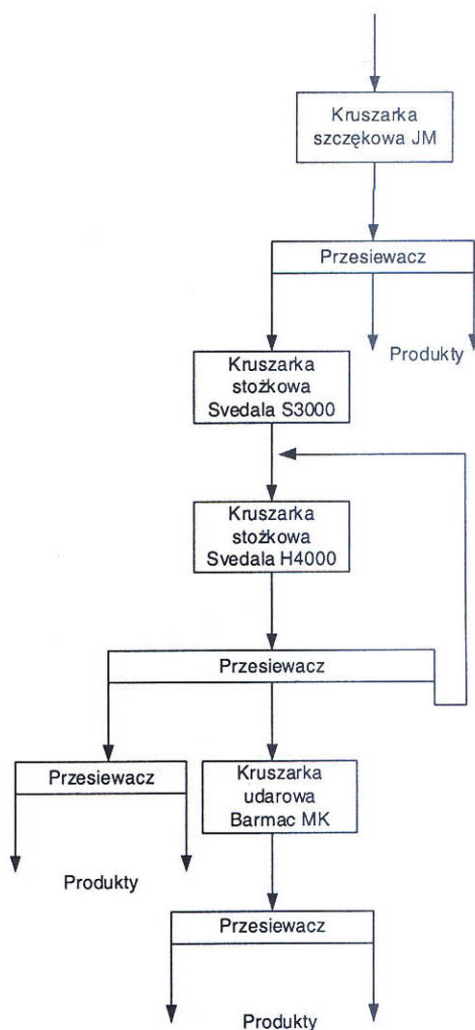 Kruszarka
szczękowa JM
Przesiewacz
Produkty
Kruszarka
stożkowa
Svedala S3000
Kruszarka
stożkowa
Svedala H4000
Przesiewacz
Przesiewacz
Kruszarka
udarowa
Barmac MK
Produkty
Przesiewacz
Produkty